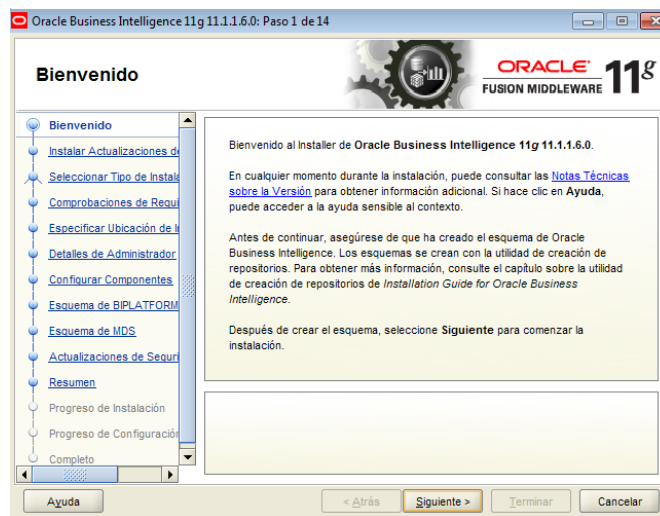 Oracle Business Intelligence 11g 11.1.1.6.0: Paso 1 de 14
Bienvenido
ORACLE
FUSION MIDDLEWARE
11g
Bienvenido
Instalar Actualizaciones de
Seleccionar Tipo de Instala
Comprobaciones de Requi
Especificar Ubicación de I
Detalles de Administrador
Configurar Componentes
Esquema de BIPLATFORM
Esquema de MDS
Actualizaciones de Seguri
Resumen
Progreso de Instalación
Progreso de Configuración
Completo
Bienvenido al Installer de Oracle Business Intelligence 11g 11.1.1.6.0.
En cualquier momento durante la instalación, puede consultar las Notas Técnicas
sobre la Versión para obtener información adicional. Si hace clic en Ayuda,
puede acceder a la ayuda sensible al contexto.
Antes de continuar, asegúrese de que ha creado el esquema de Oracle
Business Intelligence. Los esquemas se crean con la utilidad de creación de
repositorios. Para obtener más información, consulte el capítulo sobre la utilidad
de creación de repositorios de Installation Guide for Oracle Business
Intelligence.
Después de crear el esquema, seleccione Siguiente para comenzar la
instalación.
Ayuda
< Atrás
Siguiente >
Terminar
Cancelar